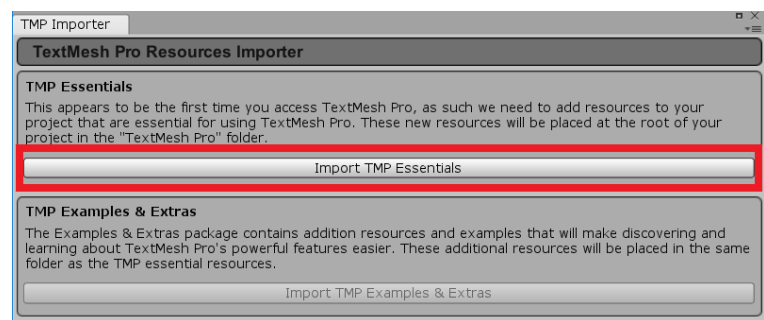 TMP Importer
TextMesh Pro Resources Importer
TMP Essentials
This appears to be the first time you access TextMesh Pro, as such we need to add resources to your
project that are essential for using TextMesh Pro. These new resources will be placed at the root of your
project in the "TextMesh Pro" folder.
Import TMP Essentials
TMP Examples & Extras
The Examples & Extras package contains addition resources and examples that will make discovering and
learning about TextMesh Pro's powerful features easier. These additional resources will be placed in the same
folder as the TMP essential resources.
Import TMP Examples & Extras